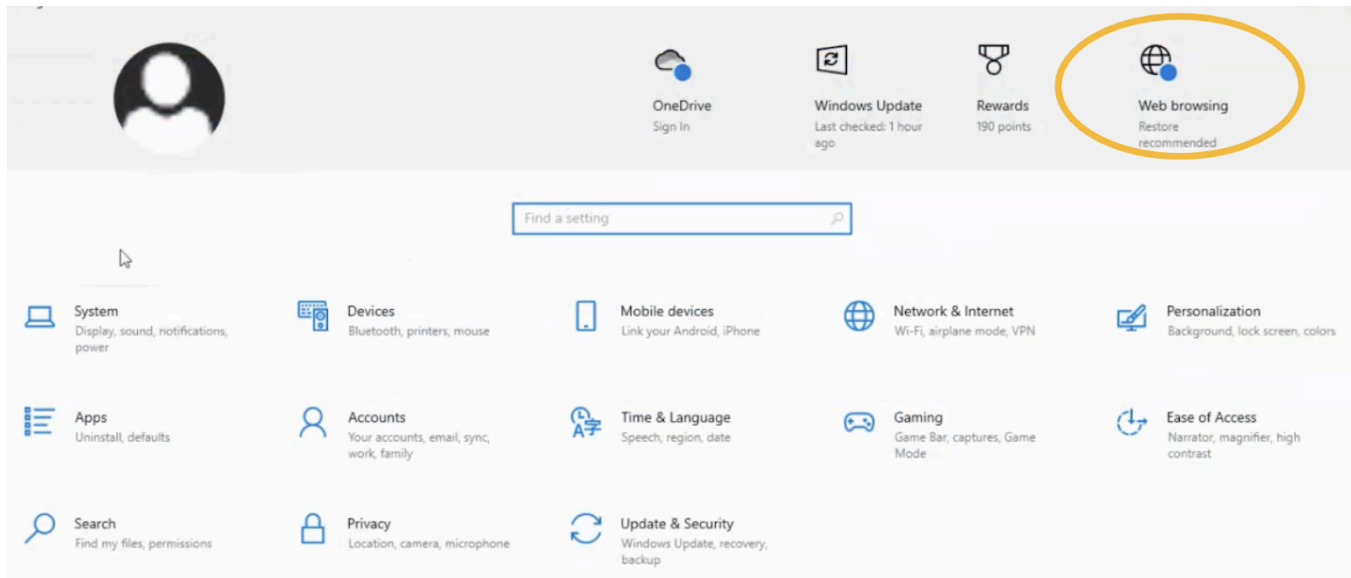 OneDrive
Sign In
Windows Update
Last checked: 1 hour
ago
Rewards
190 points
Web browsing
Restore
recommended
Find a setting
System
Display, sound, notifications,
power
Devices
Bluetooth, printers, mouse
Mobile devices
Link your Android, iPhone
Network & Internet
Wi-Fi, airplane mode, VPN
Personalization
Background, lock screen, colors
Apps
Uninstall, defaults
Accounts
Your accounts, email, sync,
work, family
Time & Language
Speech, region, date
Gaming
Game Bar, captures, Game
Mode
Ease of Access
Narrator, magnifier, high
contrast
Search
Find my files, permissions
Privacy
Location, camera, microphone
Update & Security
Windows Update, recovery,
backup